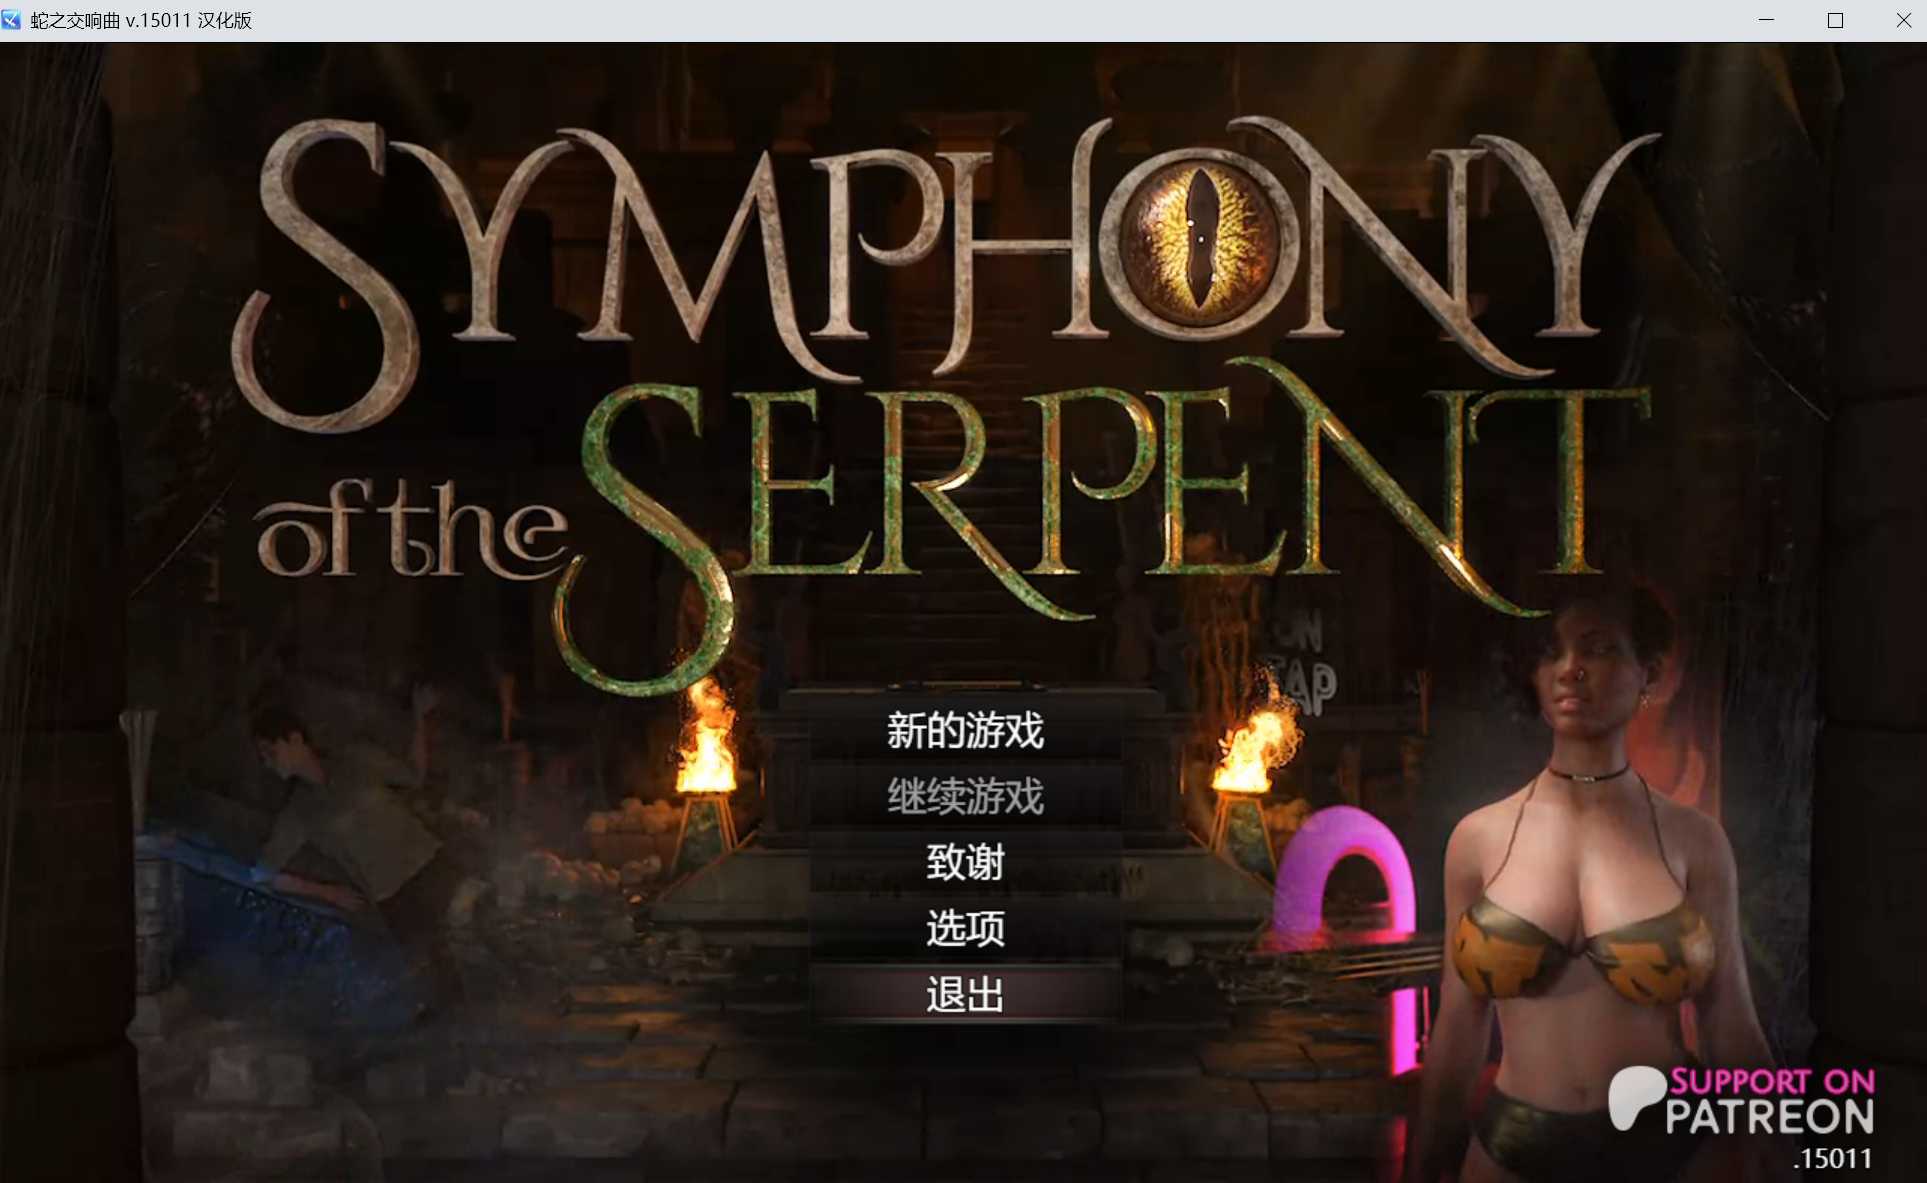 蛇之交响曲 v.15011 汉化版
SYMPHONY
of the SERPENT
新的游戏
继续游戏
致谢
选项
退出
SUPPORT ON
PATREON
.15011